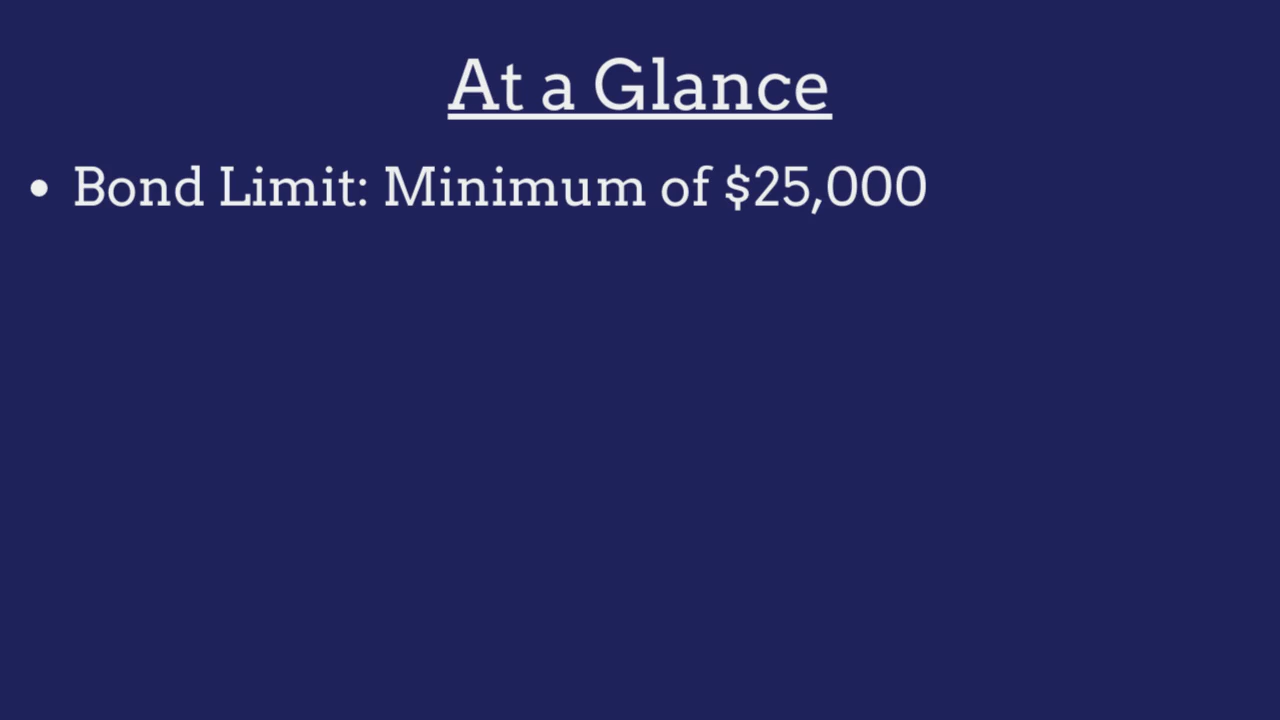 At a Glance
• Bond Limit: Minimum of $25,000